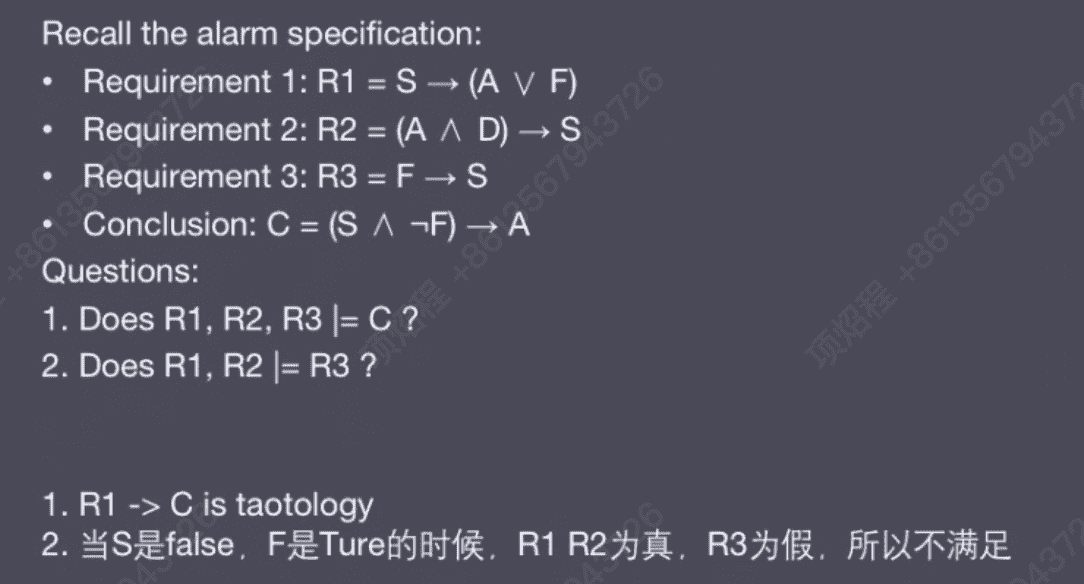 Recall the alarm specification:
• Requirement 1: R1 = S → (A ∨ F)
• Requirement 2: R2 = (A ∧ D) → S
• Requirement 3: R3 = F → S
• Conclusion: C = (S ∧ ¬F) → A
Questions:
1. Does R1, R2, R3 |= C ?
2. Does R1, R2 |= R3 ?
1. R1 -> C is taotology
2. 当S是false，F是Ture的时候，R1 R2为真，R3为假，所以不满足